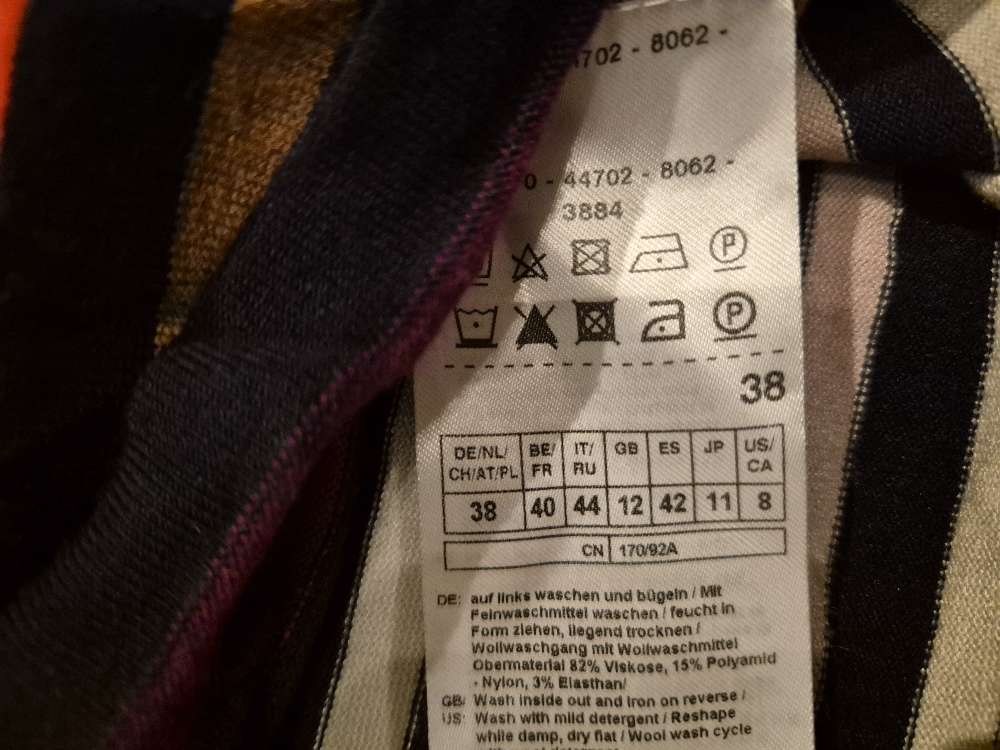 4702 - 8062 -
0 - 44702 - 8062 -
3884
P
P
38
DE/NL/ CH/AT/PL BE/ FR IT/ RU GB ES JP US/ CA
38 40 44 12 42 11 8
CN 170/92A
DE: auf links waschen und bügeln / Mit
Feinwaschmittel waschen / feucht in
Form ziehen, liegend trocknen /
Wollwaschgang mit Wollwaschmittel
Obermaterial 82% Viskose, 15% Polyamid
- Nylon, 3% Elasthan/
GB/ Wash inside out and iron on reverse /
US: Wash with mild detergent / Reshape
while damp, dry flat / Wool wash cycle